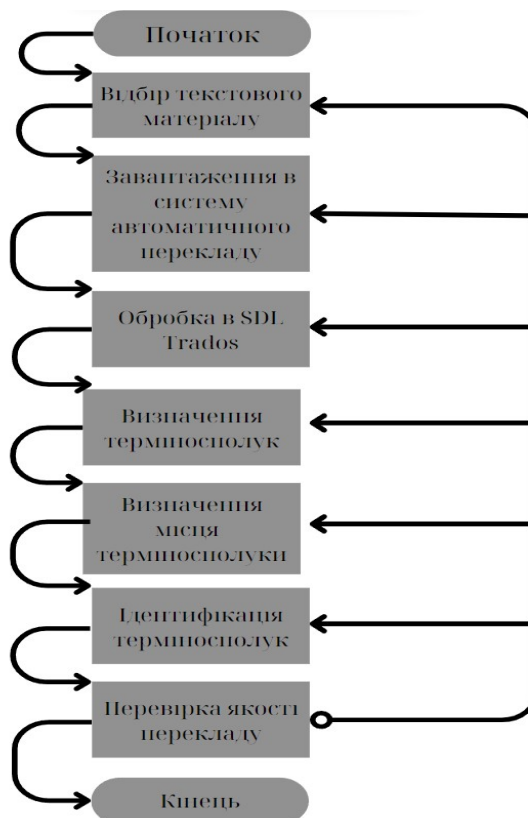 Початок
Відбір текстового
матеріалу
Завантаження в
систему
автоматичного
перекладу
Обробка в SDL
Trados
Визначення
терміносполук
Визначення
місця
терміносполуки
Ідентифікація
терміносполук
Перевірка якості
перекладу
Кінець